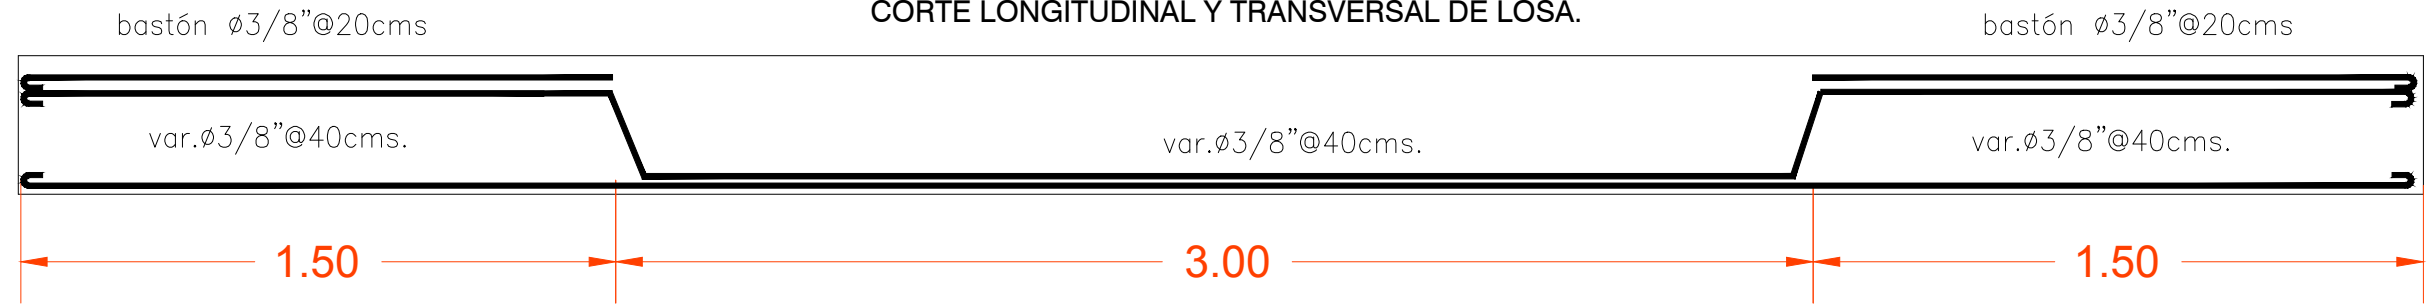 CORTE LONGITUDINAL Y TRANSVERSAL DE LOSA.
bastón ø3/8”@20cms
bastón ø3/8”@20cms
var.ø3/8”@40cms.
var.ø3/8”@40cms.
var.ø3/8”@40cms.
1.50
3.00
1.50